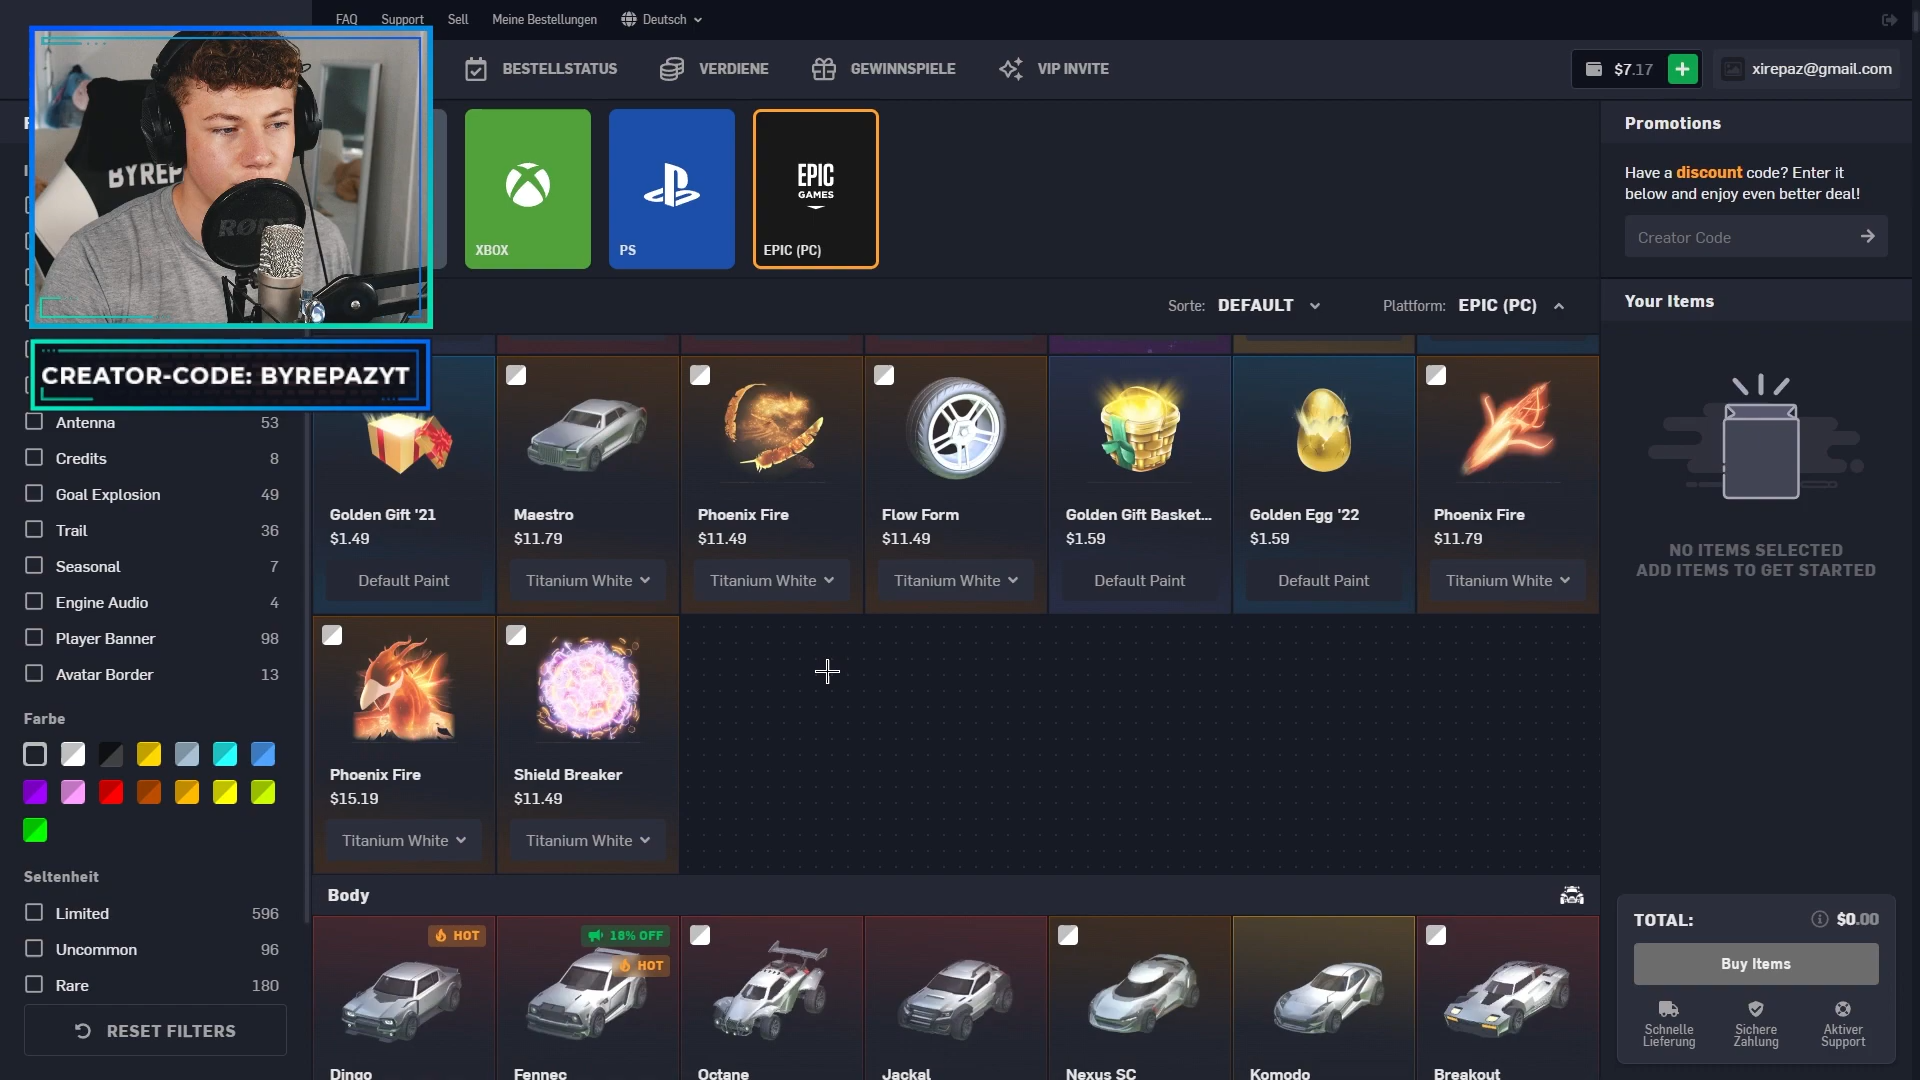 FAQ Support Sell Meine Bestellungen Deutsch
BESTELLSTATUS VERDIENE GEWINNSPIELE VIP INVITE
$7.17
xirepaz@gmail.com
BYREP
RØDE
CREATOR-CODE: BYREPAZYT
XBOX
PS
EPIC GAMES
EPIC (PC)
Promotions
Have a discount code? Enter it
below and enjoy even better deal!
Creator Code
Sorte: DEFAULT
Plattform: EPIC (PC)
Your Items
NO ITEMS SELECTED
ADD ITEMS TO GET STARTED
Antenna 53
Credits 8
Goal Explosion 49
Trail 36
Seasonal 7
Engine Audio 4
Player Banner 98
Avatar Border 13
Farbe
Seltenheit
Limited 596
Uncommon 96
Rare 180
RESET FILTERS
Golden Gift '21
$1.49
Default Paint
Maestro
$11.79
Titanium White
Phoenix Fire
$11.49
Titanium White
Flow Form
$11.49
Titanium White
Golden Gift Basket...
$1.59
Default Paint
Golden Egg '22
$1.59
Default Paint
Phoenix Fire
$11.79
Titanium White
Phoenix Fire
$15.19
Titanium White
Shield Breaker
$11.49
Titanium White
Body
HOT
Dingo
18% OFF
HOT
Fennec
Octane
Jackal
Nexus SC
Komodo
Breakout
TOTAL: $0.00
Buy Items
Schnelle
Lieferung
Sichere
Zahlung
Aktiver
Support